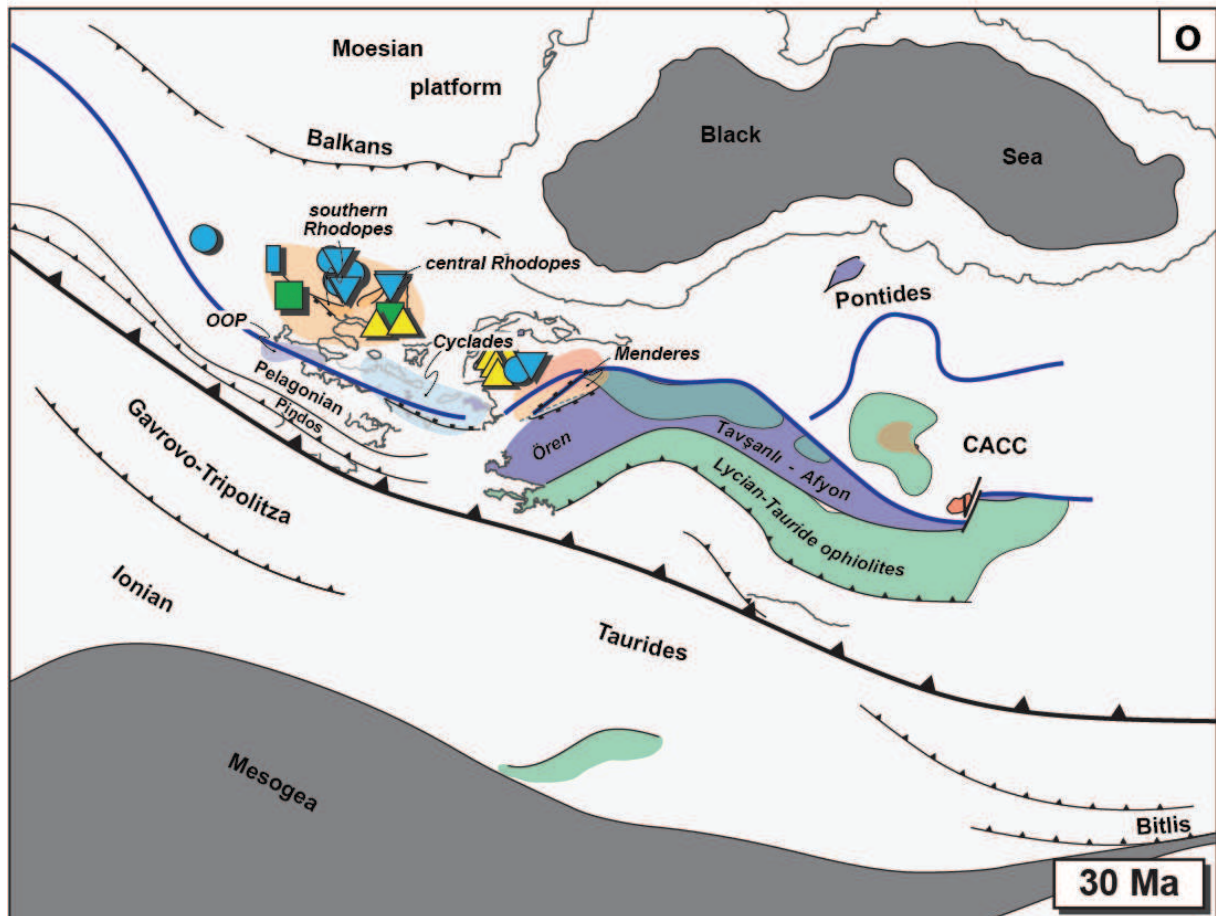 O
Moesian
platform
Black
Sea
Balkans
southern
Rhodopes
central Rhodopes
Pontides
OOP
Cyclades
Menderes
Pelagonian
Pindos
Gavrovo-Tripolitza
Ören
Tavşanlı - Afyon
CACC
Lycian-Tauride ophiolites
Ionian
Taurides
Mesogea
Bitlis
30 Ma